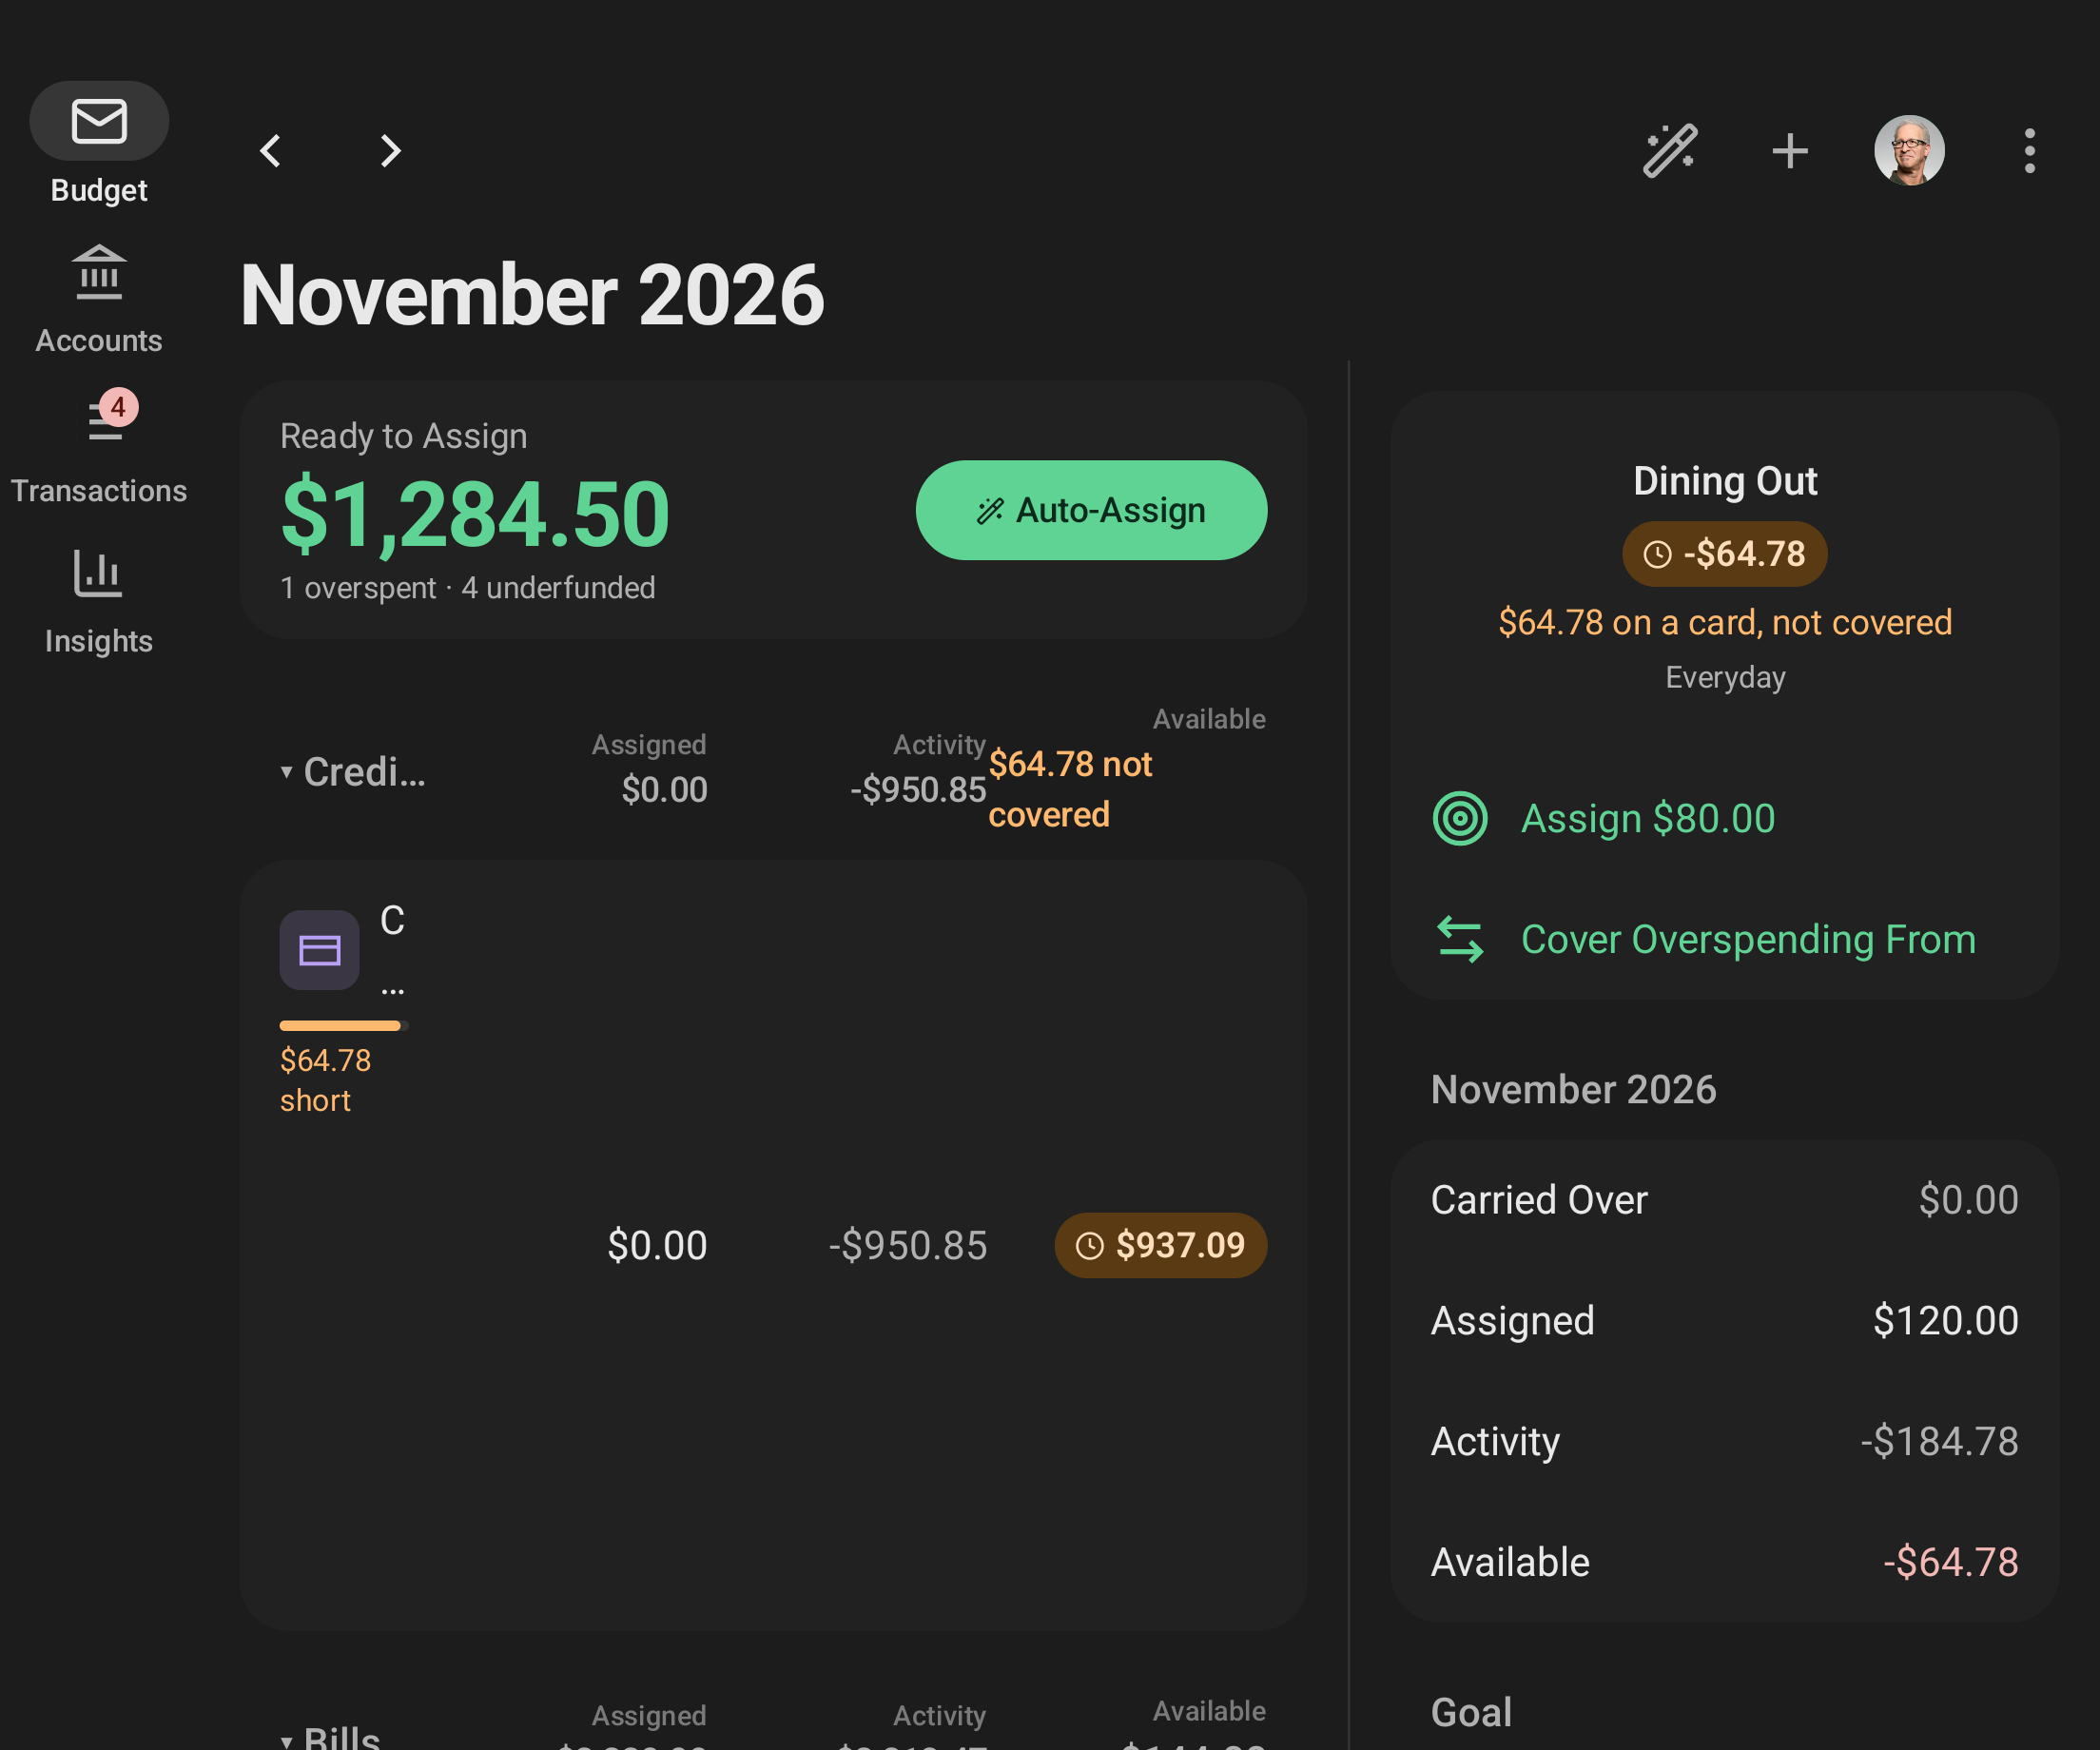 Budget
Accounts
4
Transactions
Insights
November 2026
Ready to Assign
$1,284.50
1 overspent · 4 underfunded
Auto-Assign
▾ Credi...
Assigned
$0.00
Activity
-$950.85
Available
$64.78 not
covered
C
...
$64.78
short
$0.00
-$950.85
$937.09
▾ Bills
Assigned
Activity
Available
Dining Out
-$64.78
$64.78 on a card, not covered
Everyday
Assign $80.00
Cover Overspending From
November 2026
Carried Over
$0.00
Assigned
$120.00
Activity
-$184.78
Available
-$64.78
Goal